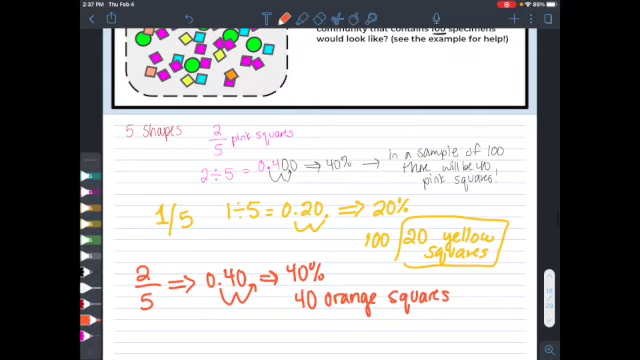 2:37 PM Thu Feb 4
89%
community that contains 100 specimens
would look like? (see the example for help!)
5 Shapes
2/5 pink squares
2 ÷ 5 = 0.400 ⇒ 40% → in a sample of 100
there will be 40
pink squares!
1/5 1 ÷ 5 = 0.20. ⇒ 20%
100 20 yellow
squares
2/5 ⇒ 0.40 ⇒ 40%
40 orange squares
18
29